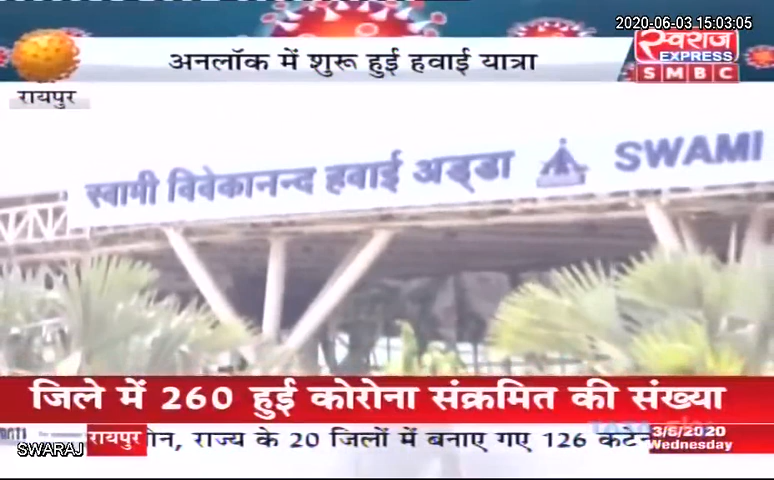 2020-06-03 15:03:05
अनलॉक में शुरू हुई हवाई यात्रा
स्वराज
EXPRESS
SMBC
रायपुर
स्वामी विवेकानन्द हवाई अड्डा SWAMI
जिले में 260 हुई कोरोना संक्रमित की संख्या
रायपुर राज्य के 20 जिलों में बनाए गए 126
3/6/2020
Wednesday
SWARAJ